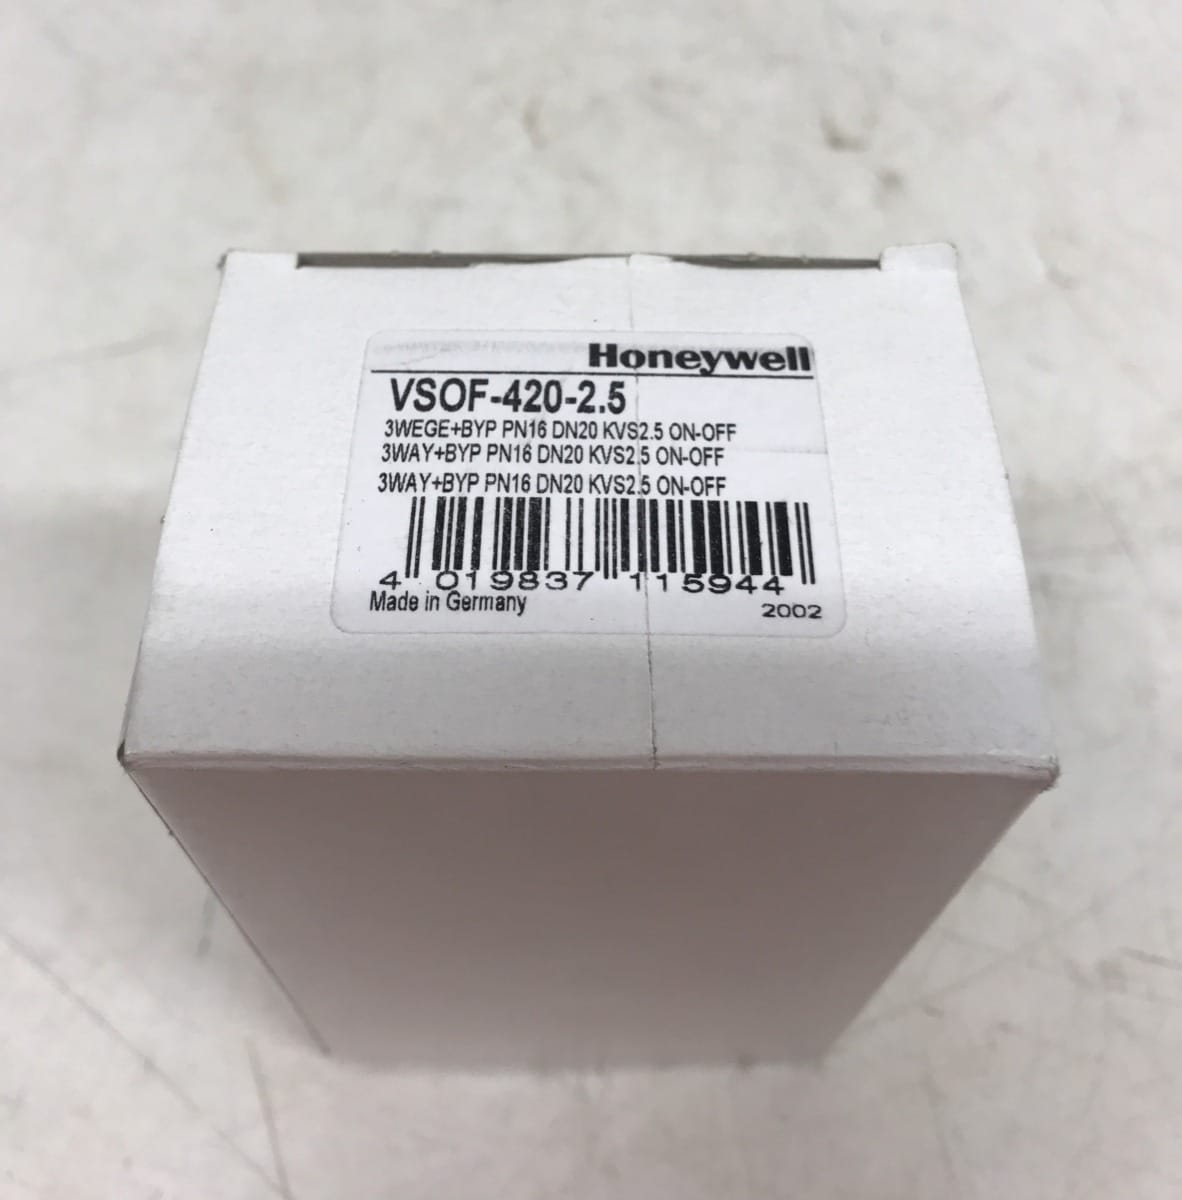 Honeywell
VSOF-420-2.5
3WEGE+BYP PN16 DN20 KVS2.5 ON-OFF
3WAY+BYP PN16 DN20 KVS2.5 ON-OFF
3WAY+BYP PN16 DN20 KVS2.5 ON-OFF
4 019837 115944
Made in Germany
2002